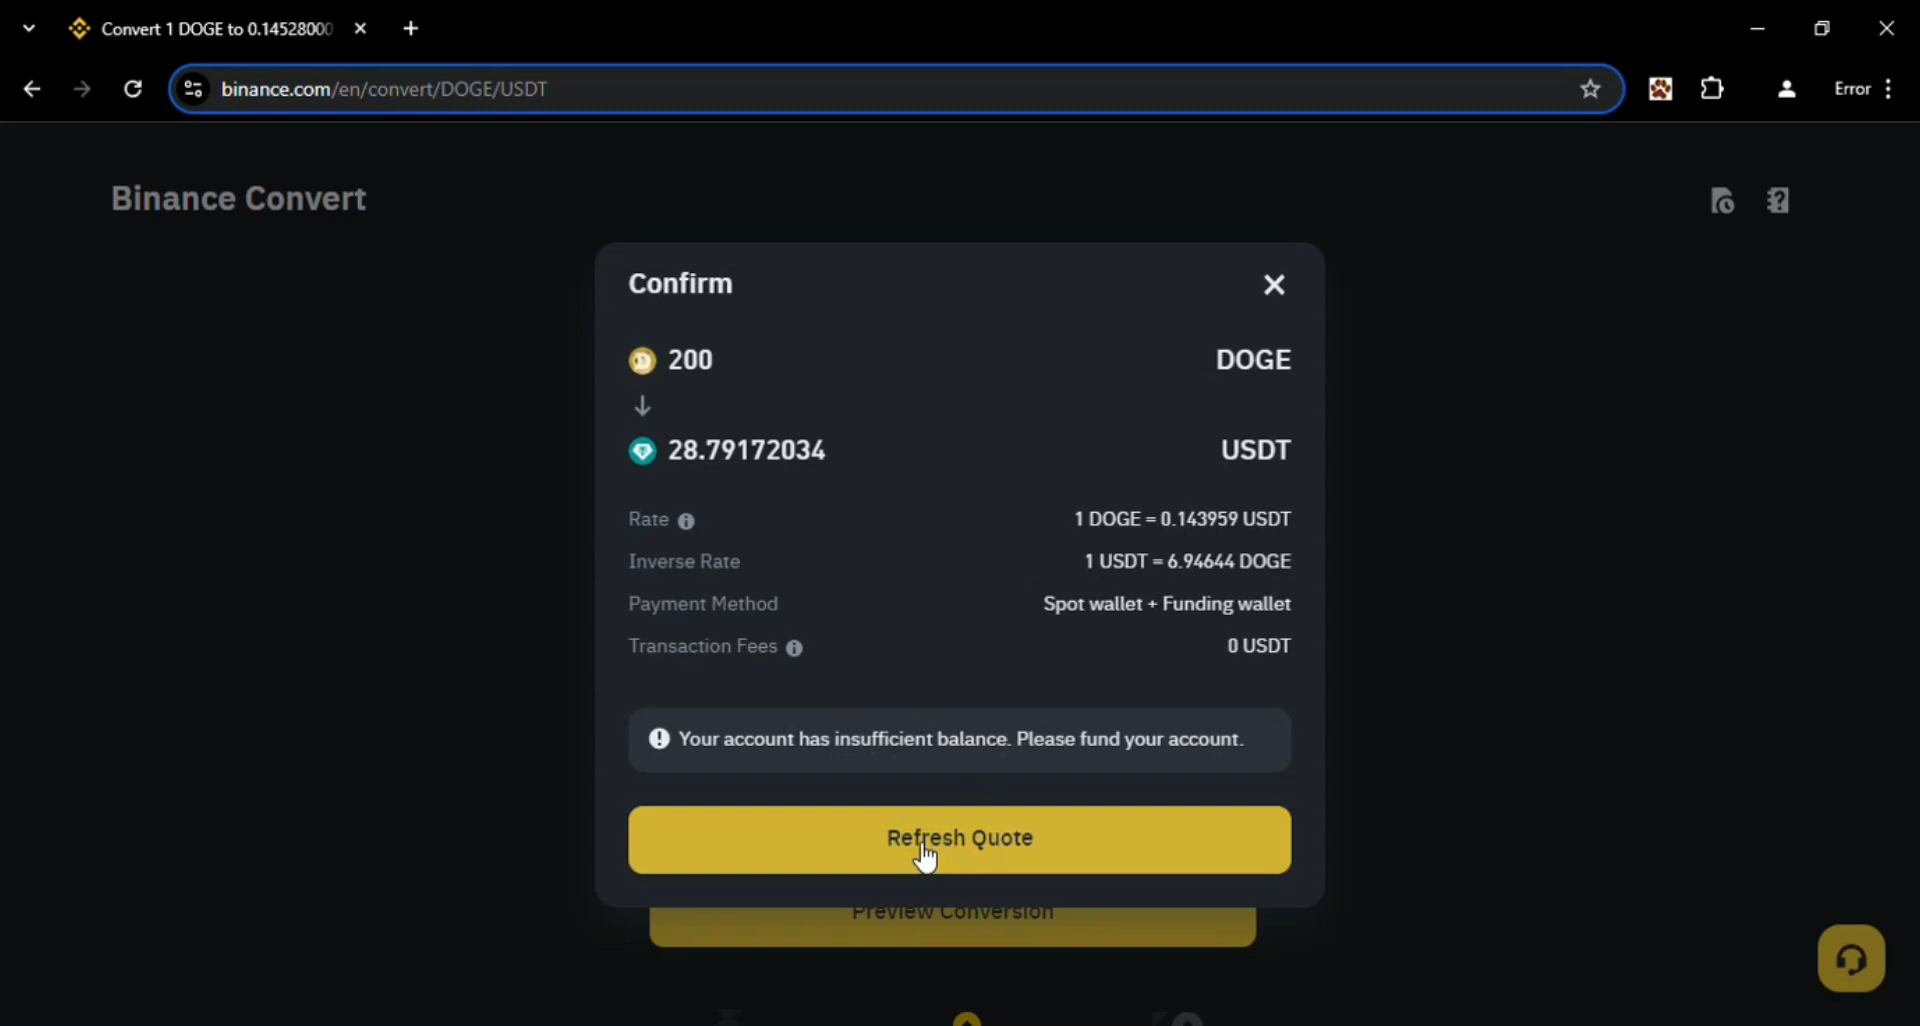 Convert 1 DOGE to 0.14528000
binance.com/en/convert/DOGE/USDT
Error
Binance Convert
Confirm
200 DOGE
28.79172034 USDT
Rate 1 DOGE = 0.143959 USDT
Inverse Rate 1 USDT = 6.94644 DOGE
Payment Method Spot wallet + Funding wallet
Transaction Fees 0 USDT
Your account has insufficient balance. Please fund your account.
Refresh Quote
Preview Conversion